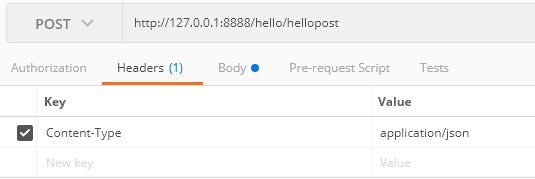 POST http://127.0.0.1:8888/hello/hellopost
Authorization Headers (1) Body Pre-request Script Tests
Key Value
Content-Type application/json
New key Value